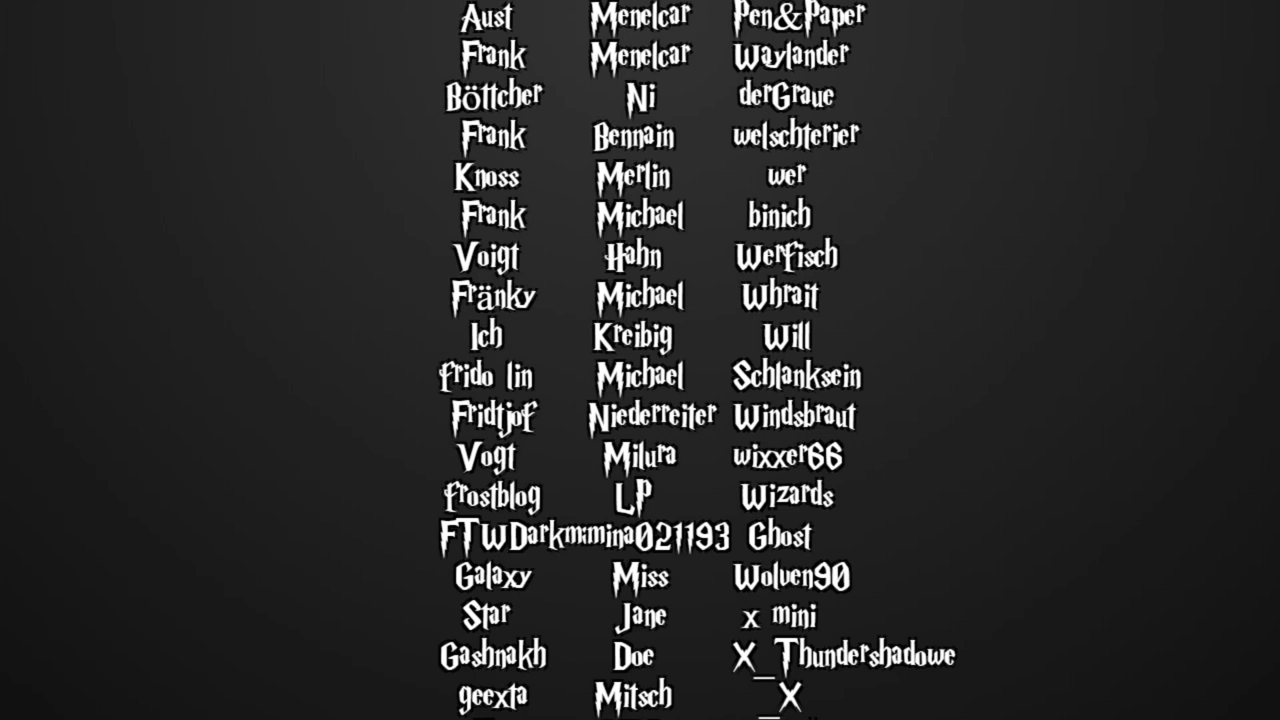 Aust Menelcar Pen&Paper
Frank Menelcar Waylander
Böttcher Ni derGraue
Frank Bennain welschterier
Knoss Merlin wer
Frank Michael binich
Voigt Hahn Werfisch
Fränky Michael Whrait
Ich Kreibig Will
frido lin Michael Schlanksein
Fridtjof Niederreiter Windsbraut
Vogt Milura wixxer66
frostblog LP Wizards
FTWDarkm:mina021193 Ghost
Galaxy Miss Wolven90
Star Jane x mini
Gashnakh Doe X_Thundershadowe
geexta Mitsch _X